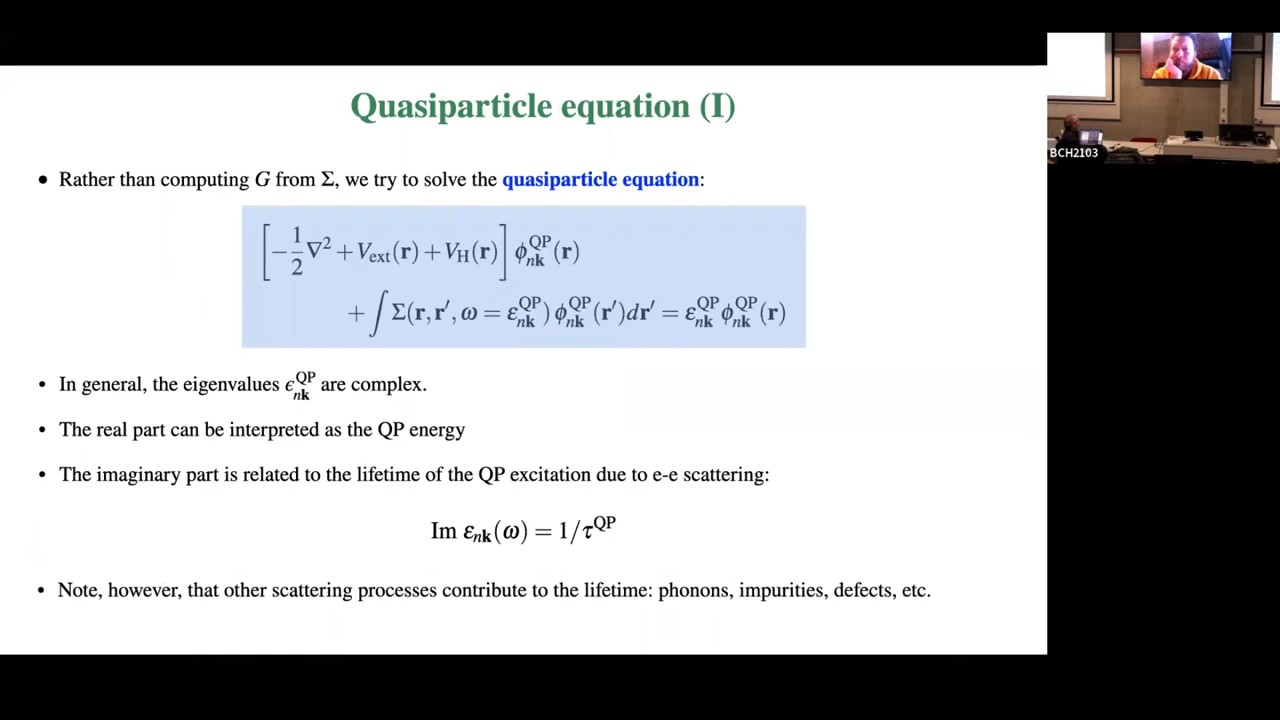 Quasiparticle equation (I)
• Rather than computing G from Σ, we try to solve the quasiparticle equation:
[−1/2 ∇² + V_ext(r) + V_H(r)] ϕ_nk^QP(r)
+ ∫ Σ(r, r′, ω = ε_nk^QP) ϕ_nk^QP(r′)dr′ = ε_nk^QP ϕ_nk^QP(r)
• In general, the eigenvalues ϵ_nk^QP are complex.
• The real part can be interpreted as the QP energy
• The imaginary part is related to the lifetime of the QP excitation due to e-e scattering:
Im ε_nk(ω) = 1/τ^QP
• Note, however, that other scattering processes contribute to the lifetime: phonons, impurities, defects, etc.
BCH2103